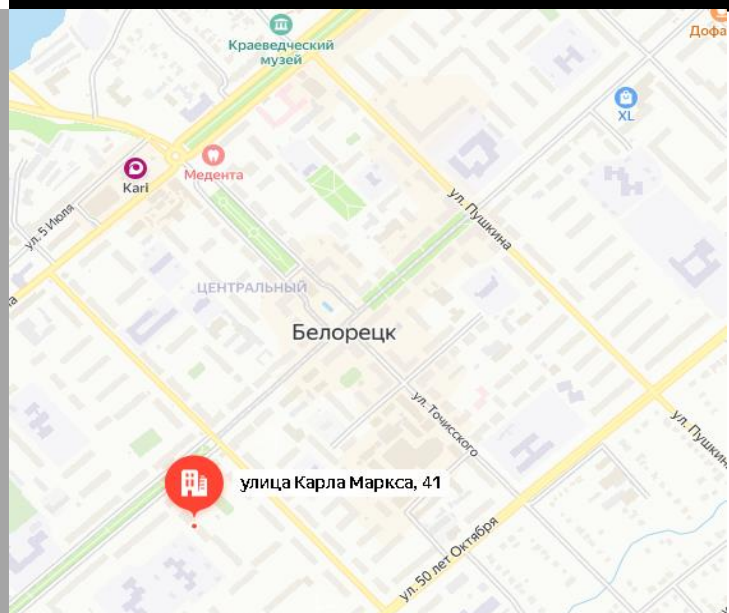 Краеведческий
музей
Дофа
XL
Медента
Kari
ул. 5 Июля
ул. Пушкина
ЦЕНТРАЛЬНЫЙ
Белорецк
ул. Точисского
ул. Пушкин
улица Карла Маркса, 41
ул. 50 лет Октября